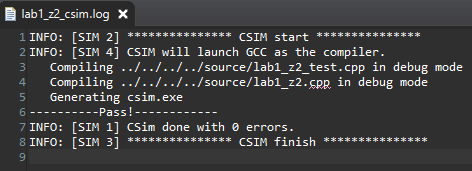 lab1_z2_csim.log
1 INFO: [SIM 2] *************** CSIM start ***************
2 INFO: [SIM 4] CSIM will launch GCC as the compiler.
3    Compiling ../../../../source/lab1_z2_test.cpp in debug mode
4    Compiling ../../../../source/lab1_z2.cpp in debug mode
5    Generating csim.exe
6 ----------Pass!------------
7 INFO: [SIM 1] CSim done with 0 errors.
8 INFO: [SIM 3] *************** CSIM finish ***************
9